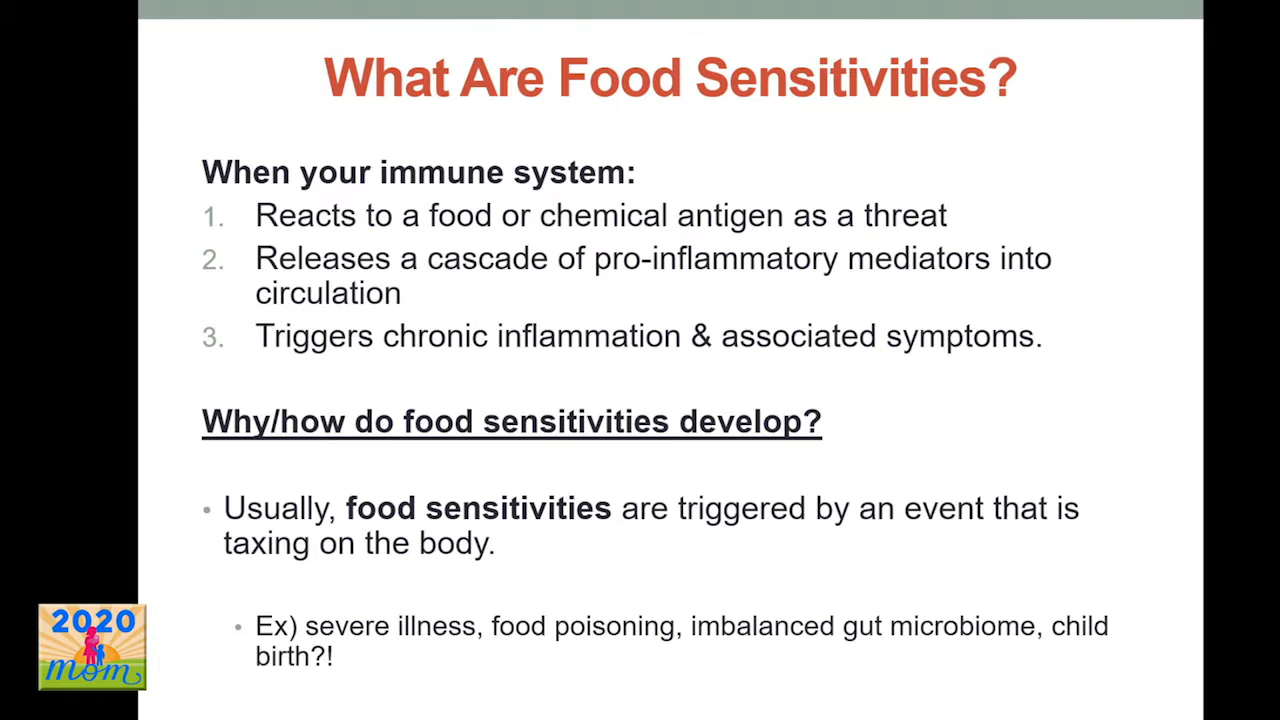 What Are Food Sensitivities?
When your immune system:
1. Reacts to a food or chemical antigen as a threat
2. Releases a cascade of pro-inflammatory mediators into
circulation
3. Triggers chronic inflammation & associated symptoms.
Why/how do food sensitivities develop?
• Usually, food sensitivities are triggered by an event that is
taxing on the body.
• Ex) severe illness, food poisoning, imbalanced gut microbiome, child
birth?!
2020
mom